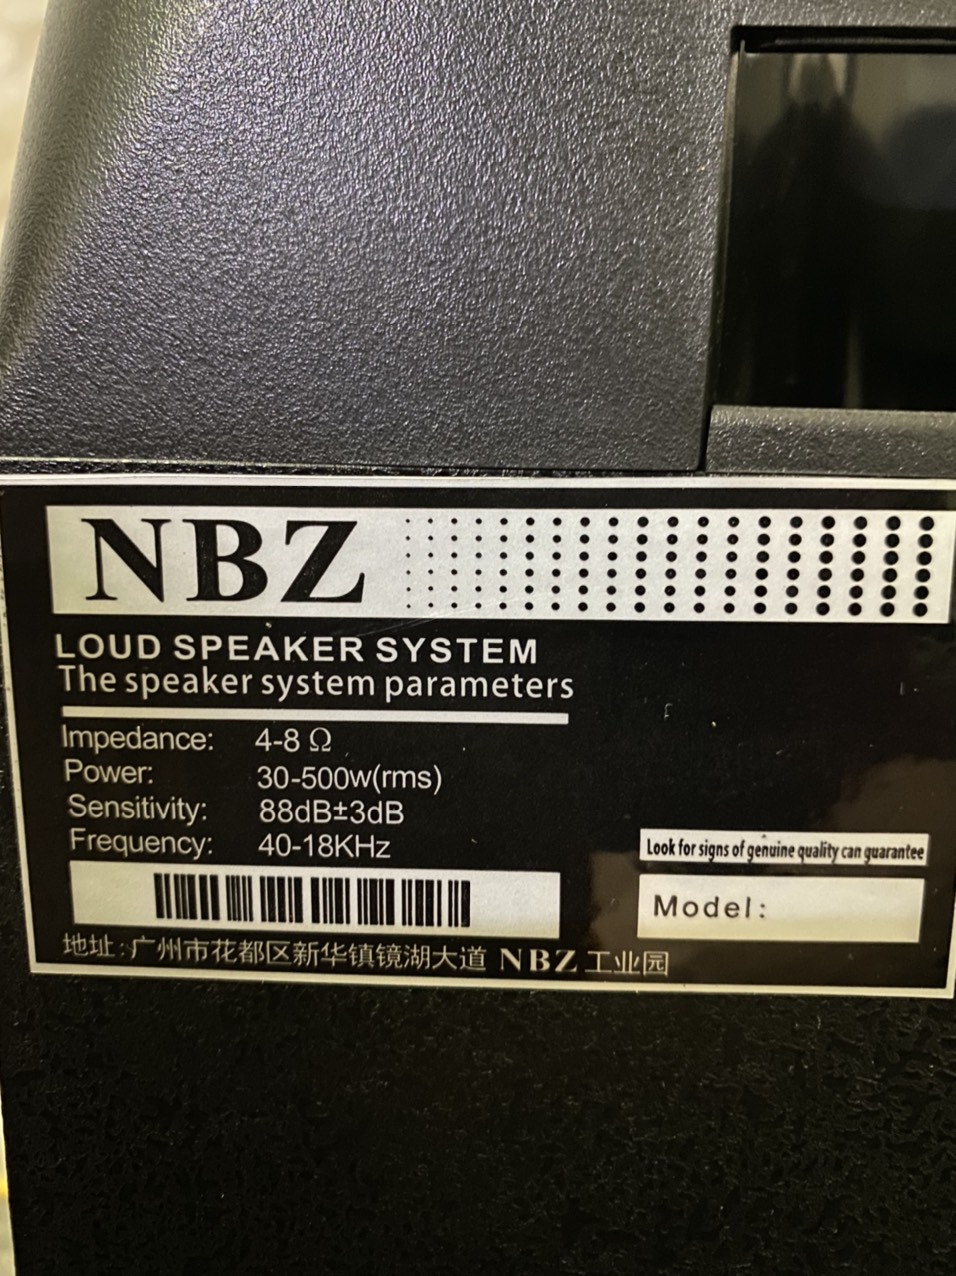 NBZ
LOUD SPEAKER SYSTEM
The speaker system parameters
Impedance: 4-8 Ω
Power: 30-500w(rms)
Sensitivity: 88dB±3dB
Frequency: 40-18KHz
Look for signs of genuine quality can guarantee
Model:
地址:广州市花都区新华镇镜湖大道 NBZ 工业园